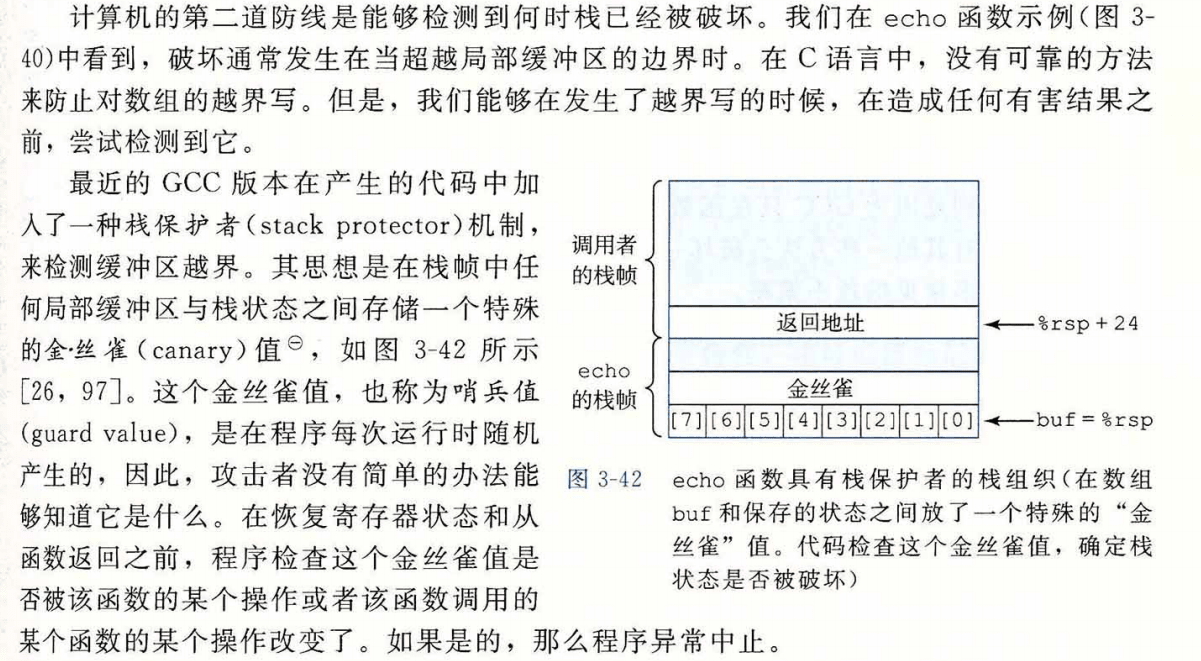 计算机的第二道防线是能够检测到何时栈已经被破坏。我们在 echo 函数示例(图 3-
40)中看到，破坏通常发生在当超越局部缓冲区的边界时。在 C 语言中，没有可靠的方法
来防止对数组的越界写。但是，我们能够在发生了越界写的时候，在造成任何有害结果之
前，尝试检测到它。
最近的 GCC 版本在产生的代码中加
入了一种栈保护者(stack protector)机制，
来检测缓冲区越界。其思想是在栈帧中任
何局部缓冲区与栈状态之间存储一个特殊
的金丝雀(canary)值㊀，如图 3-42 所示
[26，97]。这个金丝雀值，也称为哨兵值
(guard value)，是在程序每次运行时随机
产生的，因此，攻击者没有简单的办法能
够知道它是什么。在恢复寄存器状态和从
函数返回之前，程序检查这个金丝雀值是
否被该函数的某个操作或者该函数调用的
某个函数的某个操作改变了。如果是的，那么程序异常中止。
调用者
的栈帧
返回地址
%rsp + 24
echo
的栈帧
金丝雀
[7][6][5][4][3][2][1][0]
buf = %rsp
图 3-42 echo 函数具有栈保护者的栈组织(在数组
buf 和保存的状态之间放了一个特殊的“金
丝雀”值。代码检查这个金丝雀值，确定栈
状态是否被破坏)